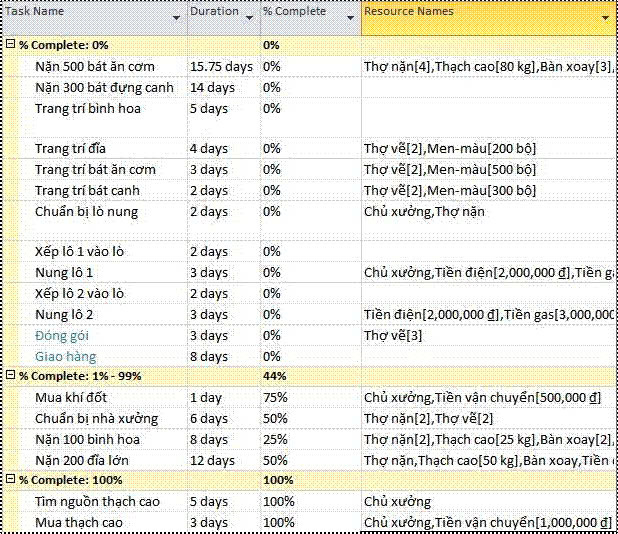 Task Name Duration % Complete Resource Names
% Complete: 0% 0%
Nặn 500 bát ăn cơm 15.75 days 0% Thợ nặn[4],Thạch cao[80 kg],Bàn xoay[3],
Nặn 300 bát đựng canh 14 days 0%
Trang trí bình hoa 5 days 0%
Trang trí đĩa 4 days 0% Thợ vẽ[2],Men-màu[200 bộ]
Trang trí bát ăn cơm 3 days 0% Thợ vẽ[2],Men-màu[500 bộ]
Trang trí bát canh 2 days 0% Thợ vẽ[2],Men-màu[300 bộ]
Chuẩn bị lò nung 2 days 0% Chủ xưởng,Thợ nặn
Xếp lô 1 vào lò 2 days 0%
Nung lô 1 3 days 0% Chủ xưởng,Tiền điện[2,000,000 ₫],Tiền ga
Xếp lô 2 vào lò 2 days 0%
Nung lô 2 3 days 0% Tiền điện[2,000,000 ₫],Tiền gas[3,000,000
Đóng gói 3 days 0% Thợ vẽ[3]
Giao hàng 8 days 0%
% Complete: 1% - 99% 44%
Mua khí đốt 1 day 75% Chủ xưởng,Tiền vận chuyển[500,000 ₫]
Chuẩn bị nhà xưởng 6 days 50% Thợ nặn[2],Thợ vẽ[2]
Nặn 100 bình hoa 8 days 25% Thợ nặn[2],Thạch cao[25 kg],Bàn xoay[2],
Nặn 200 đĩa lớn 12 days 50% Thợ nặn,Thạch cao[50 kg],Bàn xoay,Tiền
% Complete: 100% 100%
Tìm nguồn thạch cao 5 days 100% Chủ xưởng
Mua thạch cao 3 days 100% Chủ xưởng,Tiền vận chuyển[1,000,000 ₫]